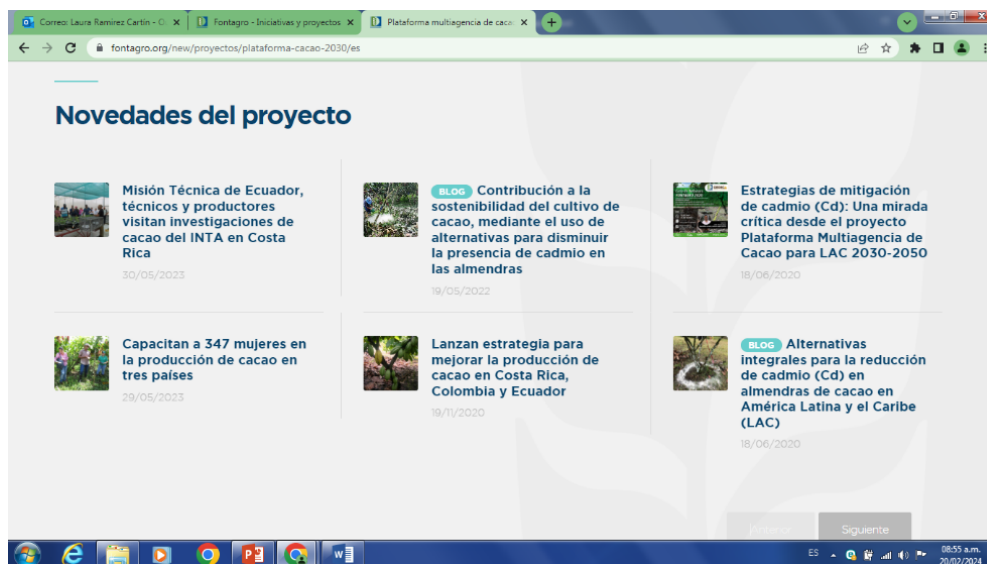 Correo: Laura Ramirez Cartin - O
Fontagro - Iniciativas y proyectos
Plataforma multiagencia de caca
fontagro.org/new/proyectos/plataforma-cacao-2030/es
Novedades del proyecto
Misión Técnica de Ecuador,
técnicos y productores
visitan investigaciones de
cacao del INTA en Costa
Rica
30/05/2023
BLOG Contribución a la
sostenibilidad del cultivo de
cacao, mediante el uso de
alternativas para disminuir
la presencia de cadmio en
las almendras
19/05/2022
Estrategias de mitigación
de cadmio (Cd): Una mirada
crítica desde el proyecto
Plataforma Multiagencia de
Cacao para LAC 2030-2050
18/06/2020
Capacitan a 347 mujeres en
la producción de cacao en
tres países
29/05/2023
Lanzan estrategia para
mejorar la producción de
cacao en Costa Rica,
Colombia y Ecuador
19/11/2020
BLOG Alternativas
integrales para la reducción
de cadmio (Cd) en
almendras de cacao en
América Latina y el Caribe
(LAC)
18/06/2020
Anterior
Siguiente
ES
08:55 a.m.
20/02/2024